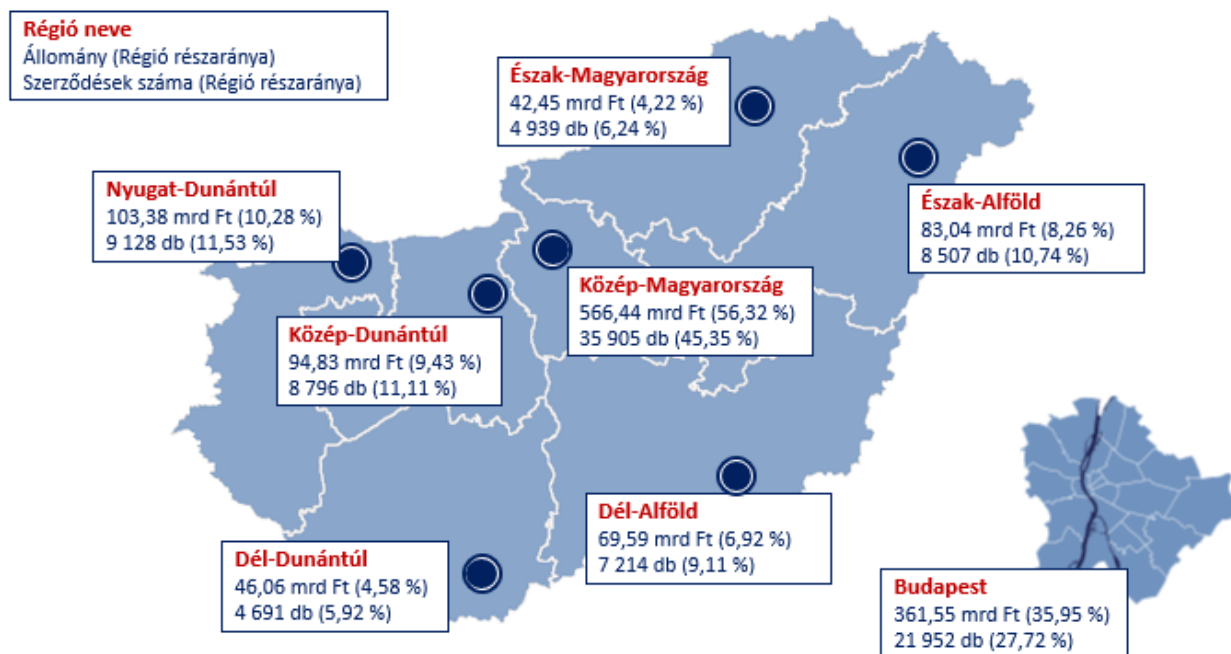 Régió neve
Állomány (Régió részaránya)
Szerződések száma (Régió részaránya)
Észak-Magyarország
42,45 mrd Ft (4,22 %)
4 939 db (6,24 %)
Nyugat-Dunántúl
103,38 mrd Ft (10,28 %)
9 128 db (11,53 %)
Észak-Alföld
83,04 mrd Ft (8,26 %)
8 507 db (10,74 %)
Közép-Magyarország
566,44 mrd Ft (56,32 %)
35 905 db (45,35 %)
Közép-Dunántúl
94,83 mrd Ft (9,43 %)
8 796 db (11,11 %)
Dél-Alföld
69,59 mrd Ft (6,92 %)
7 214 db (9,11 %)
Dél-Dunántúl
46,06 mrd Ft (4,58 %)
4 691 db (5,92 %)
Budapest
361,55 mrd Ft (35,95 %)
21 952 db (27,72 %)